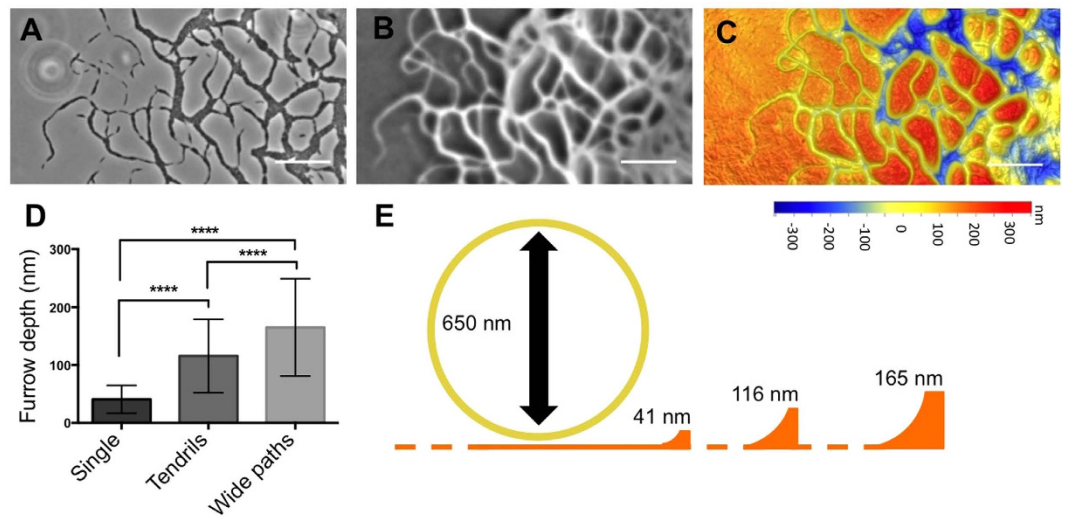 A
B
C
nm
-300
-200
-100
0
100
200
300
D
Furrow depth (nm)
300
200
100
0
****
****
****
Single
Tendrils
Wide paths
E
650 nm
41 nm
116 nm
165 nm